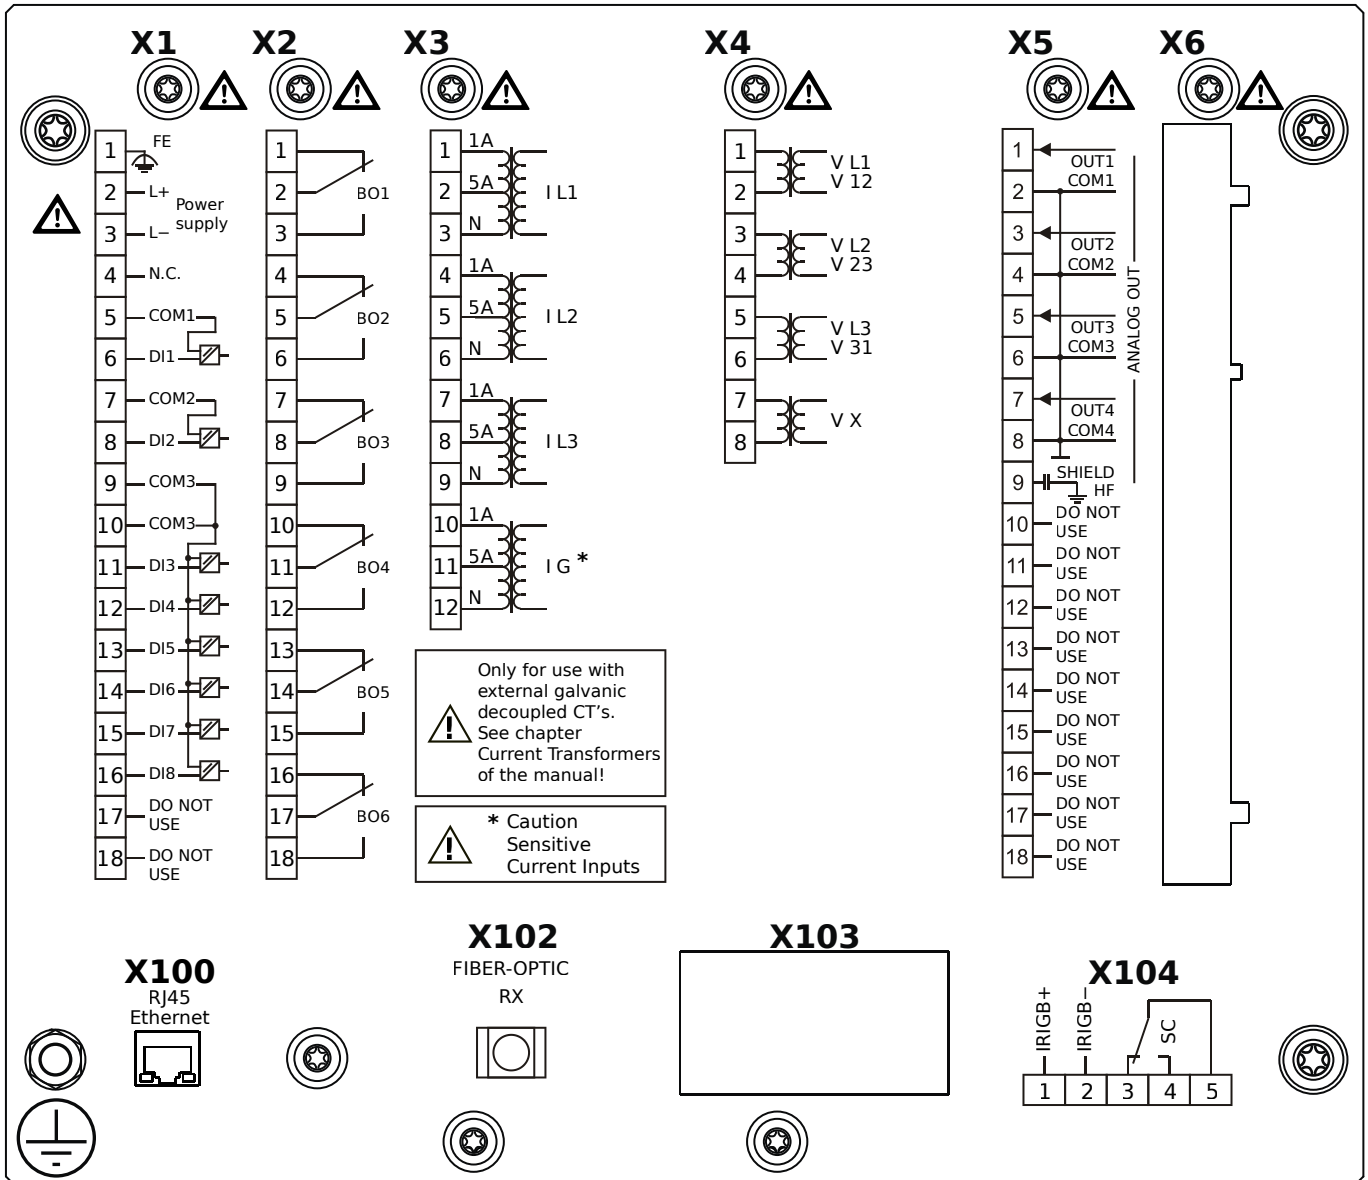 X1
X2
X3
X4
X5
X6
1 FE
2 L+
Power
supply
3 L−
4 N.C.
5 COM1
6 DI1
7 COM2
8 DI2
9 COM3
10 COM3
11 DI3
12 DI4
13 DI5
14 DI6
15 DI7
16 DI8
17 DO NOT
USE
18 DO NOT
USE
1
2 BO1
3
4
5 BO2
6
7
8 BO3
9
10
11 BO4
12
13
14 BO5
15
16
17 BO6
18
1 1A
2 5A I L1
3 N
4 1A
5 5A I L2
6 N
7 1A
8 5A I L3
9 N
10 1A
11 5A I G *
12 N
Only for use with
external galvanic
decoupled CT's.
See chapter
Current Transformers
of the manual!
* Caution
Sensitive
Current Inputs
1 V L1
2 V 12
3 V L2
4 V 23
5 V L3
6 V 31
7 V X
8
1 OUT1
2 COM1
3 OUT2
4 COM2
5 OUT3
6 COM3
7 OUT4
8 COM4
ANALOG OUT
9 SHIELD
HF
10 DO NOT
USE
11 DO NOT
USE
12 DO NOT
USE
13 DO NOT
USE
14 DO NOT
USE
15 DO NOT
USE
16 DO NOT
USE
17 DO NOT
USE
18 DO NOT
USE
X100
RJ45
Ethernet
X102
FIBER-OPTIC
RX
X103
X104
IRIGB+
IRIGB−
SC
1 2 3 4 5